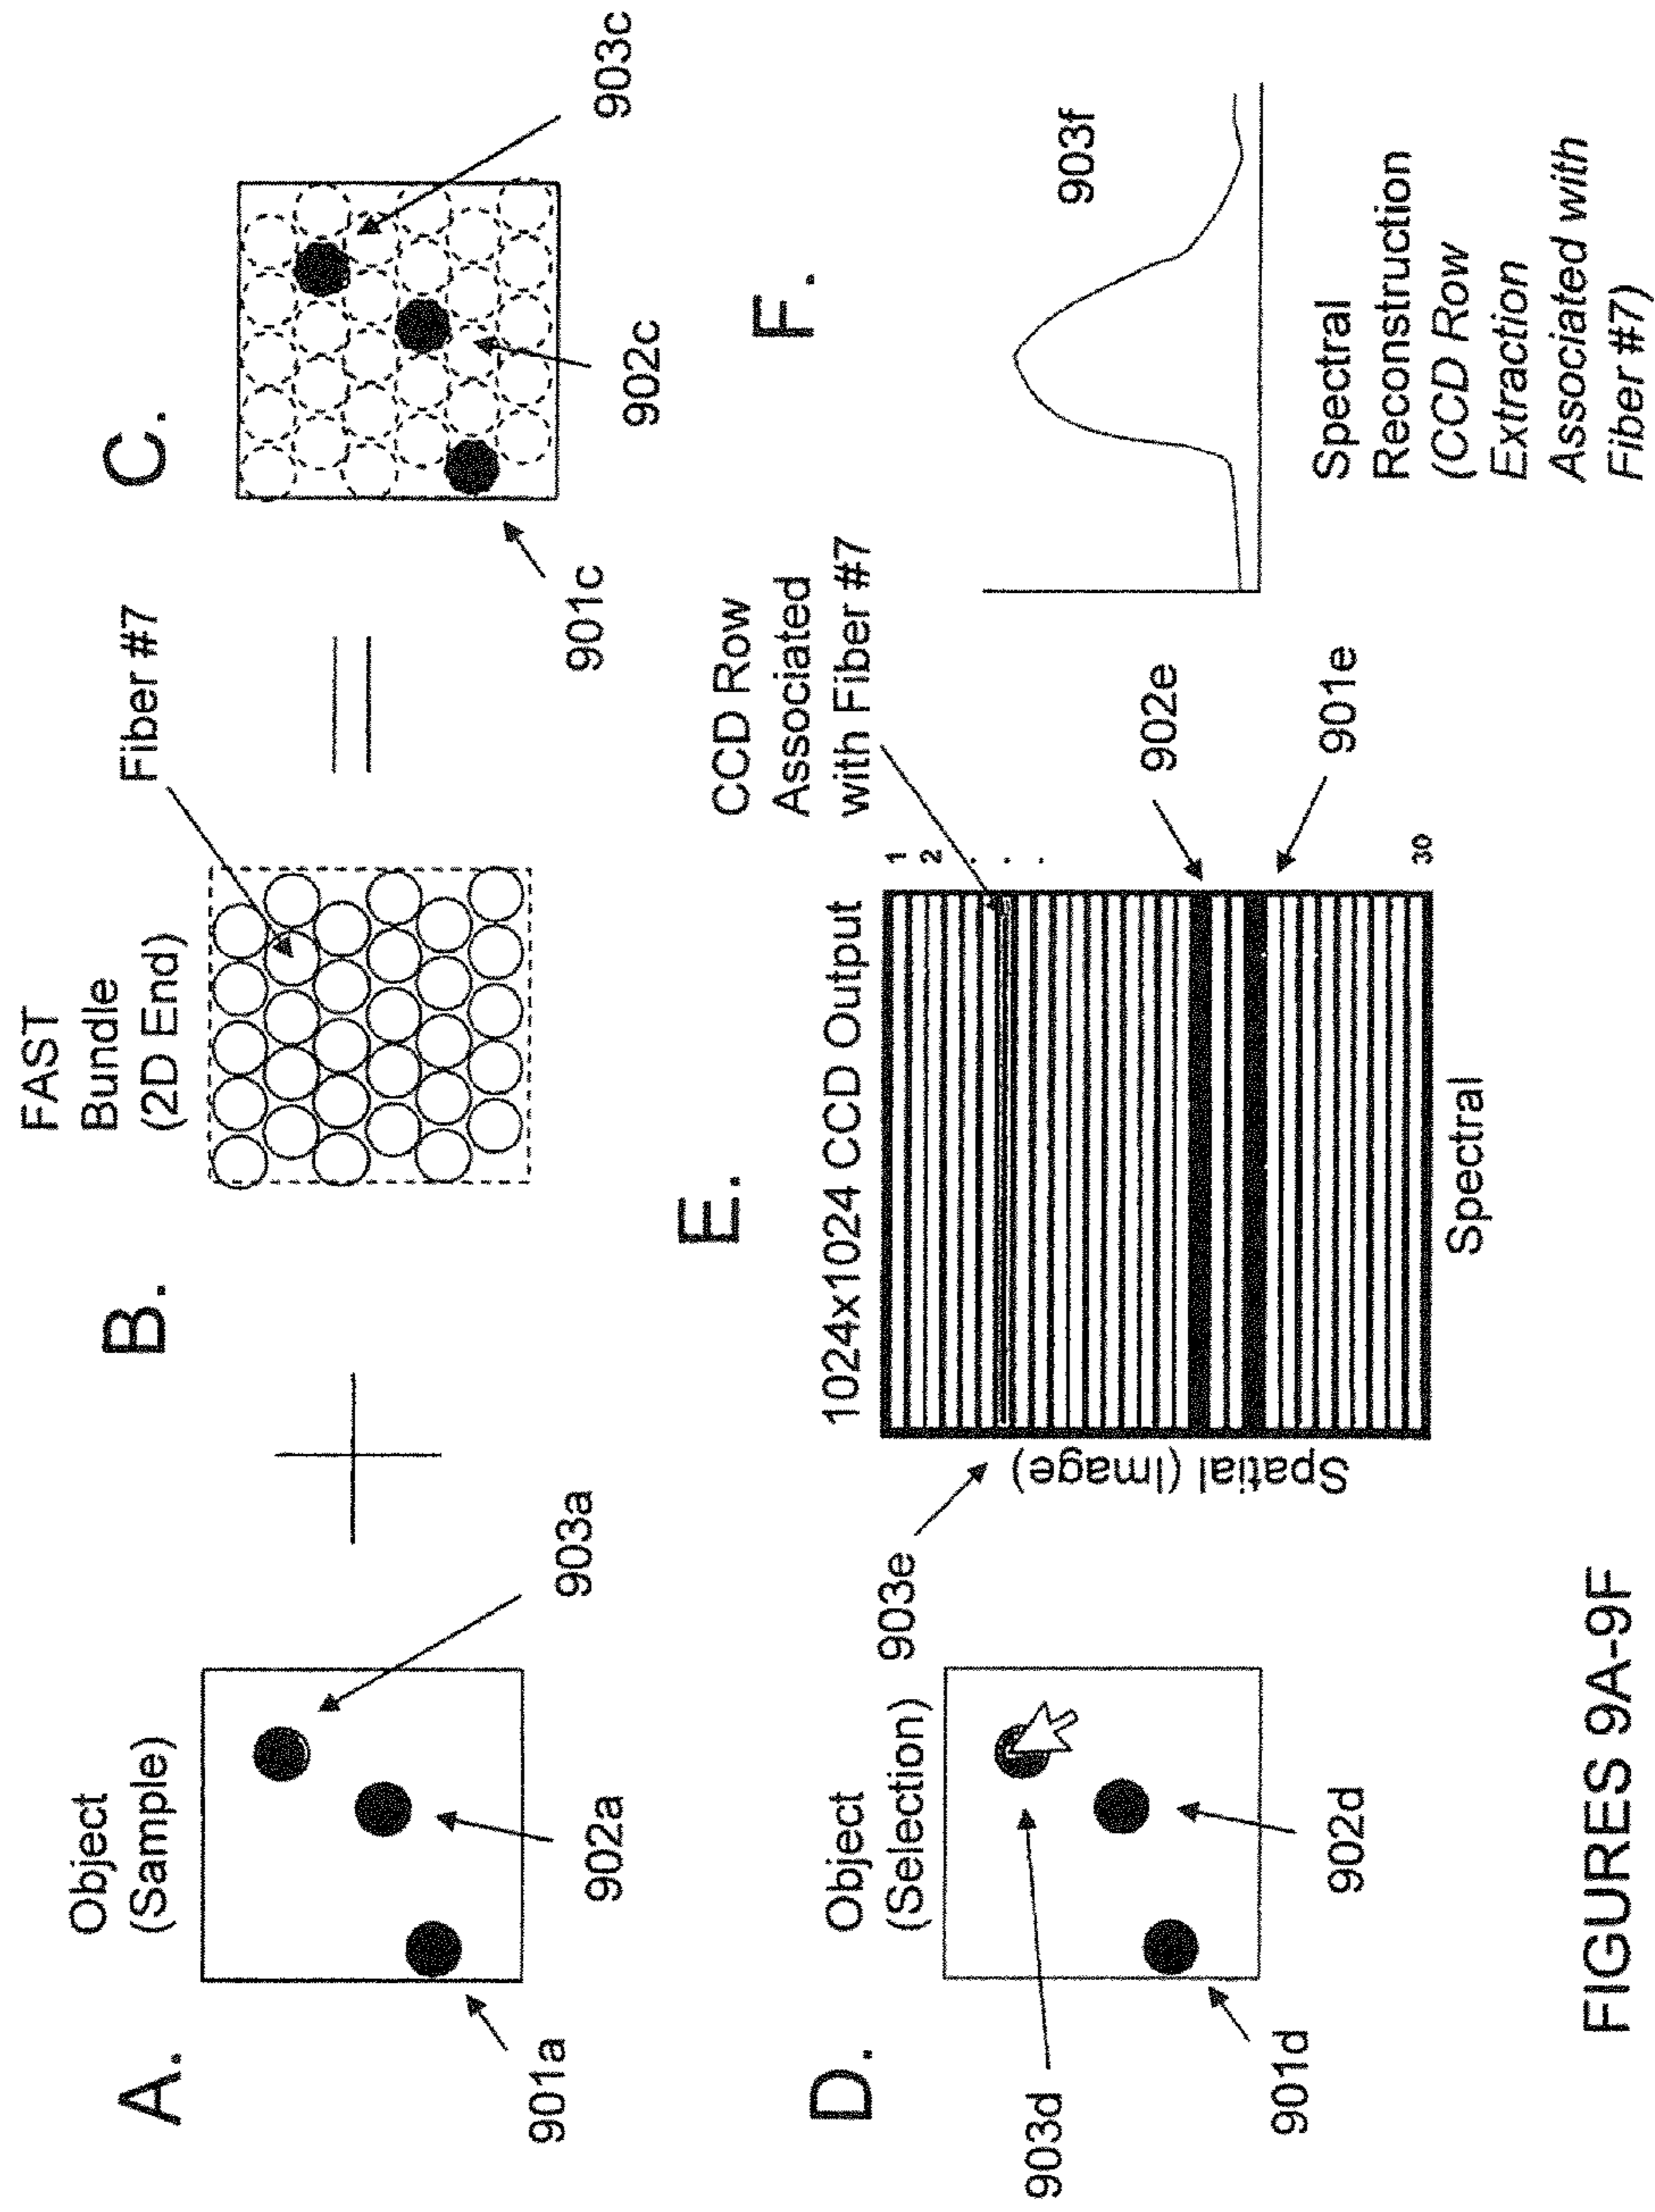 A.
Object
(Sample)
901a
902a
903a
B.
FAST
Bundle
(2D End)
Fiber #7
C.
901c
902c
903c
D.
Object
(Selection)
903d
901d
902d
E.
903e
1024x1024 CCD Output
Spatial (Image)
Spectral
1
2
.
.
.
30
CCD Row
Associated
with Fiber #7
902e
901e
F.
903f
Spectral
Reconstruction
(CCD Row
Extraction
Associated with
Fiber #7)
FIGURES 9A-9F